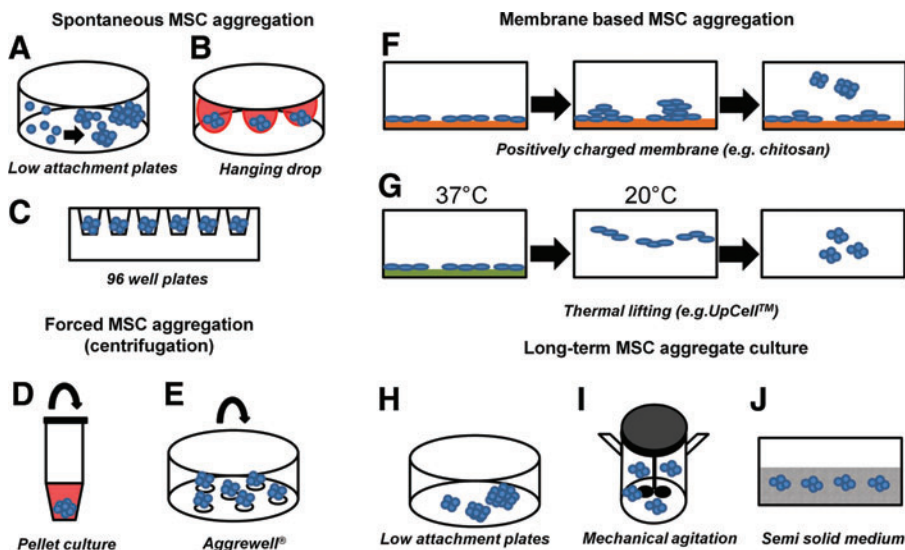 Spontaneous MSC aggregation
A
B
Low attachment plates
Hanging drop
C
96 well plates
Forced MSC aggregation
(centrifugation)
D
E
Pellet culture
Aggrewell®
Membrane based MSC aggregation
F
Positively charged membrane (e.g. chitosan)
G
37°C
20°C
Thermal lifting (e.g.UpCell™)
Long-term MSC aggregate culture
H
I
J
Low attachment plates
Mechanical agitation
Semi solid medium